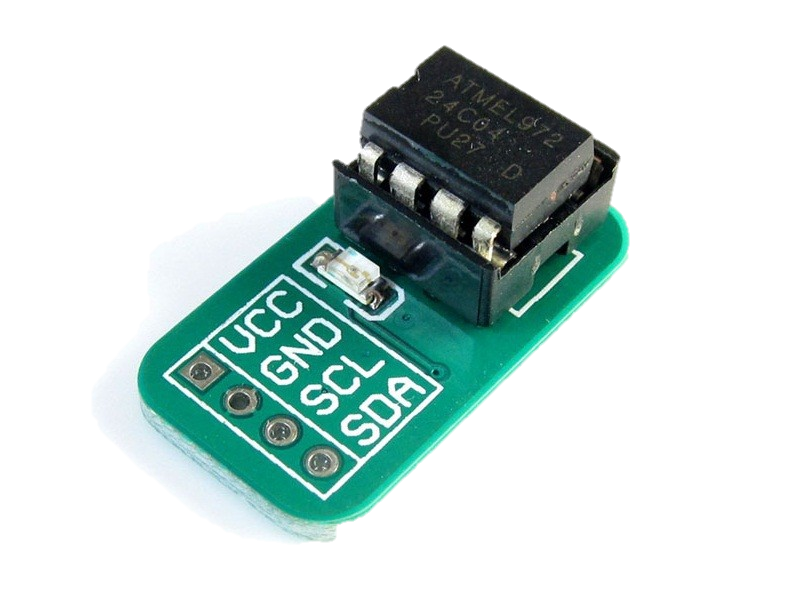 ATMEL972
24C04
PU27 D
VCC
GND
SCL
SDA